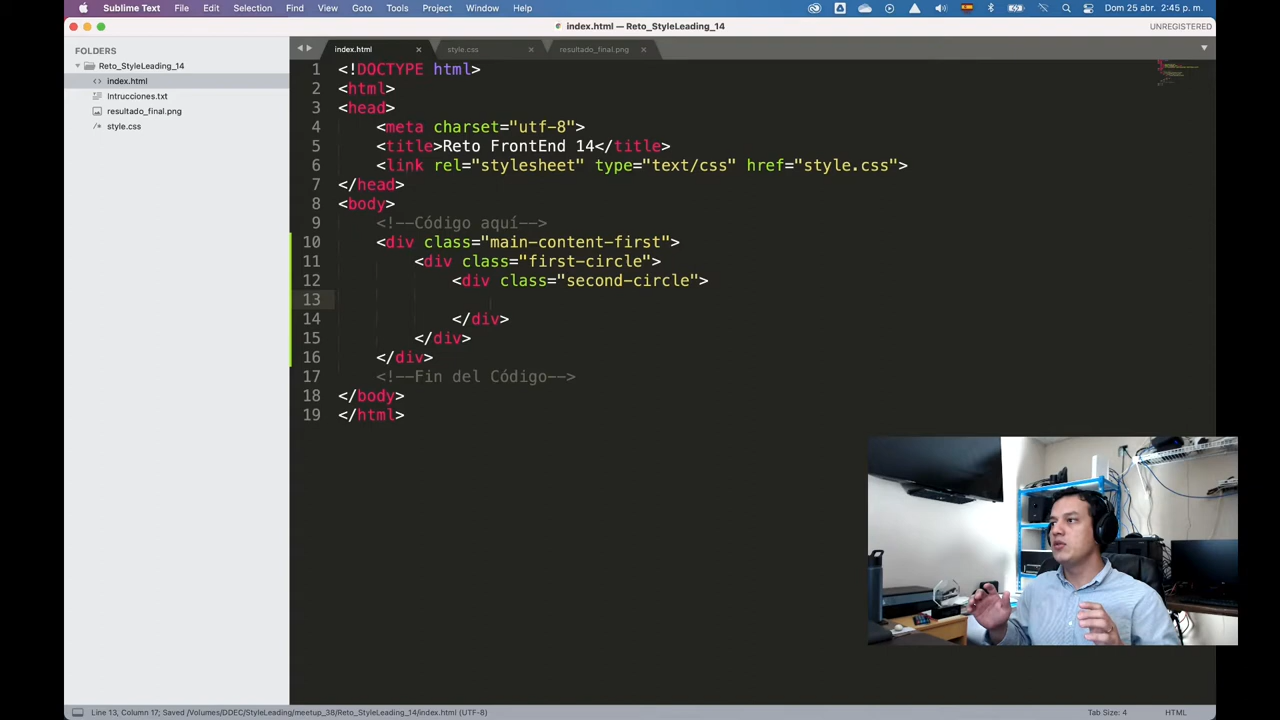 Sublime Text File Edit Selection Find View Goto Tools Project Window Help Dom 25 abr. 2:45 p. m.
index.html — Reto_StyleLeading_14 UNREGISTERED
FOLDERS
Reto_StyleLeading_14
index.html
Intrucciones.txt
resultado_final.png
style.css
index.html style.css resultado_final.png
1 <!DOCTYPE html>
2 <html>
3 <head>
4 <meta charset="utf-8">
5 <title>Reto FrontEnd 14</title>
6 <link rel="stylesheet" type="text/css" href="style.css">
7 </head>
8 <body>
9 <!--Código aquí-->
10 <div class="main-content-first">
11 <div class="first-circle">
12 <div class="second-circle">
13
14 </div>
15 </div>
16 </div>
17 <!--Fin del Código-->
18 </body>
19 </html>
Line 13, Column 17; Saved /Volumes/DDEC/StyleLeading/meetup_38/Reto_StyleLeading_14/index.html (UTF-8) Tab Size: 4 HTML